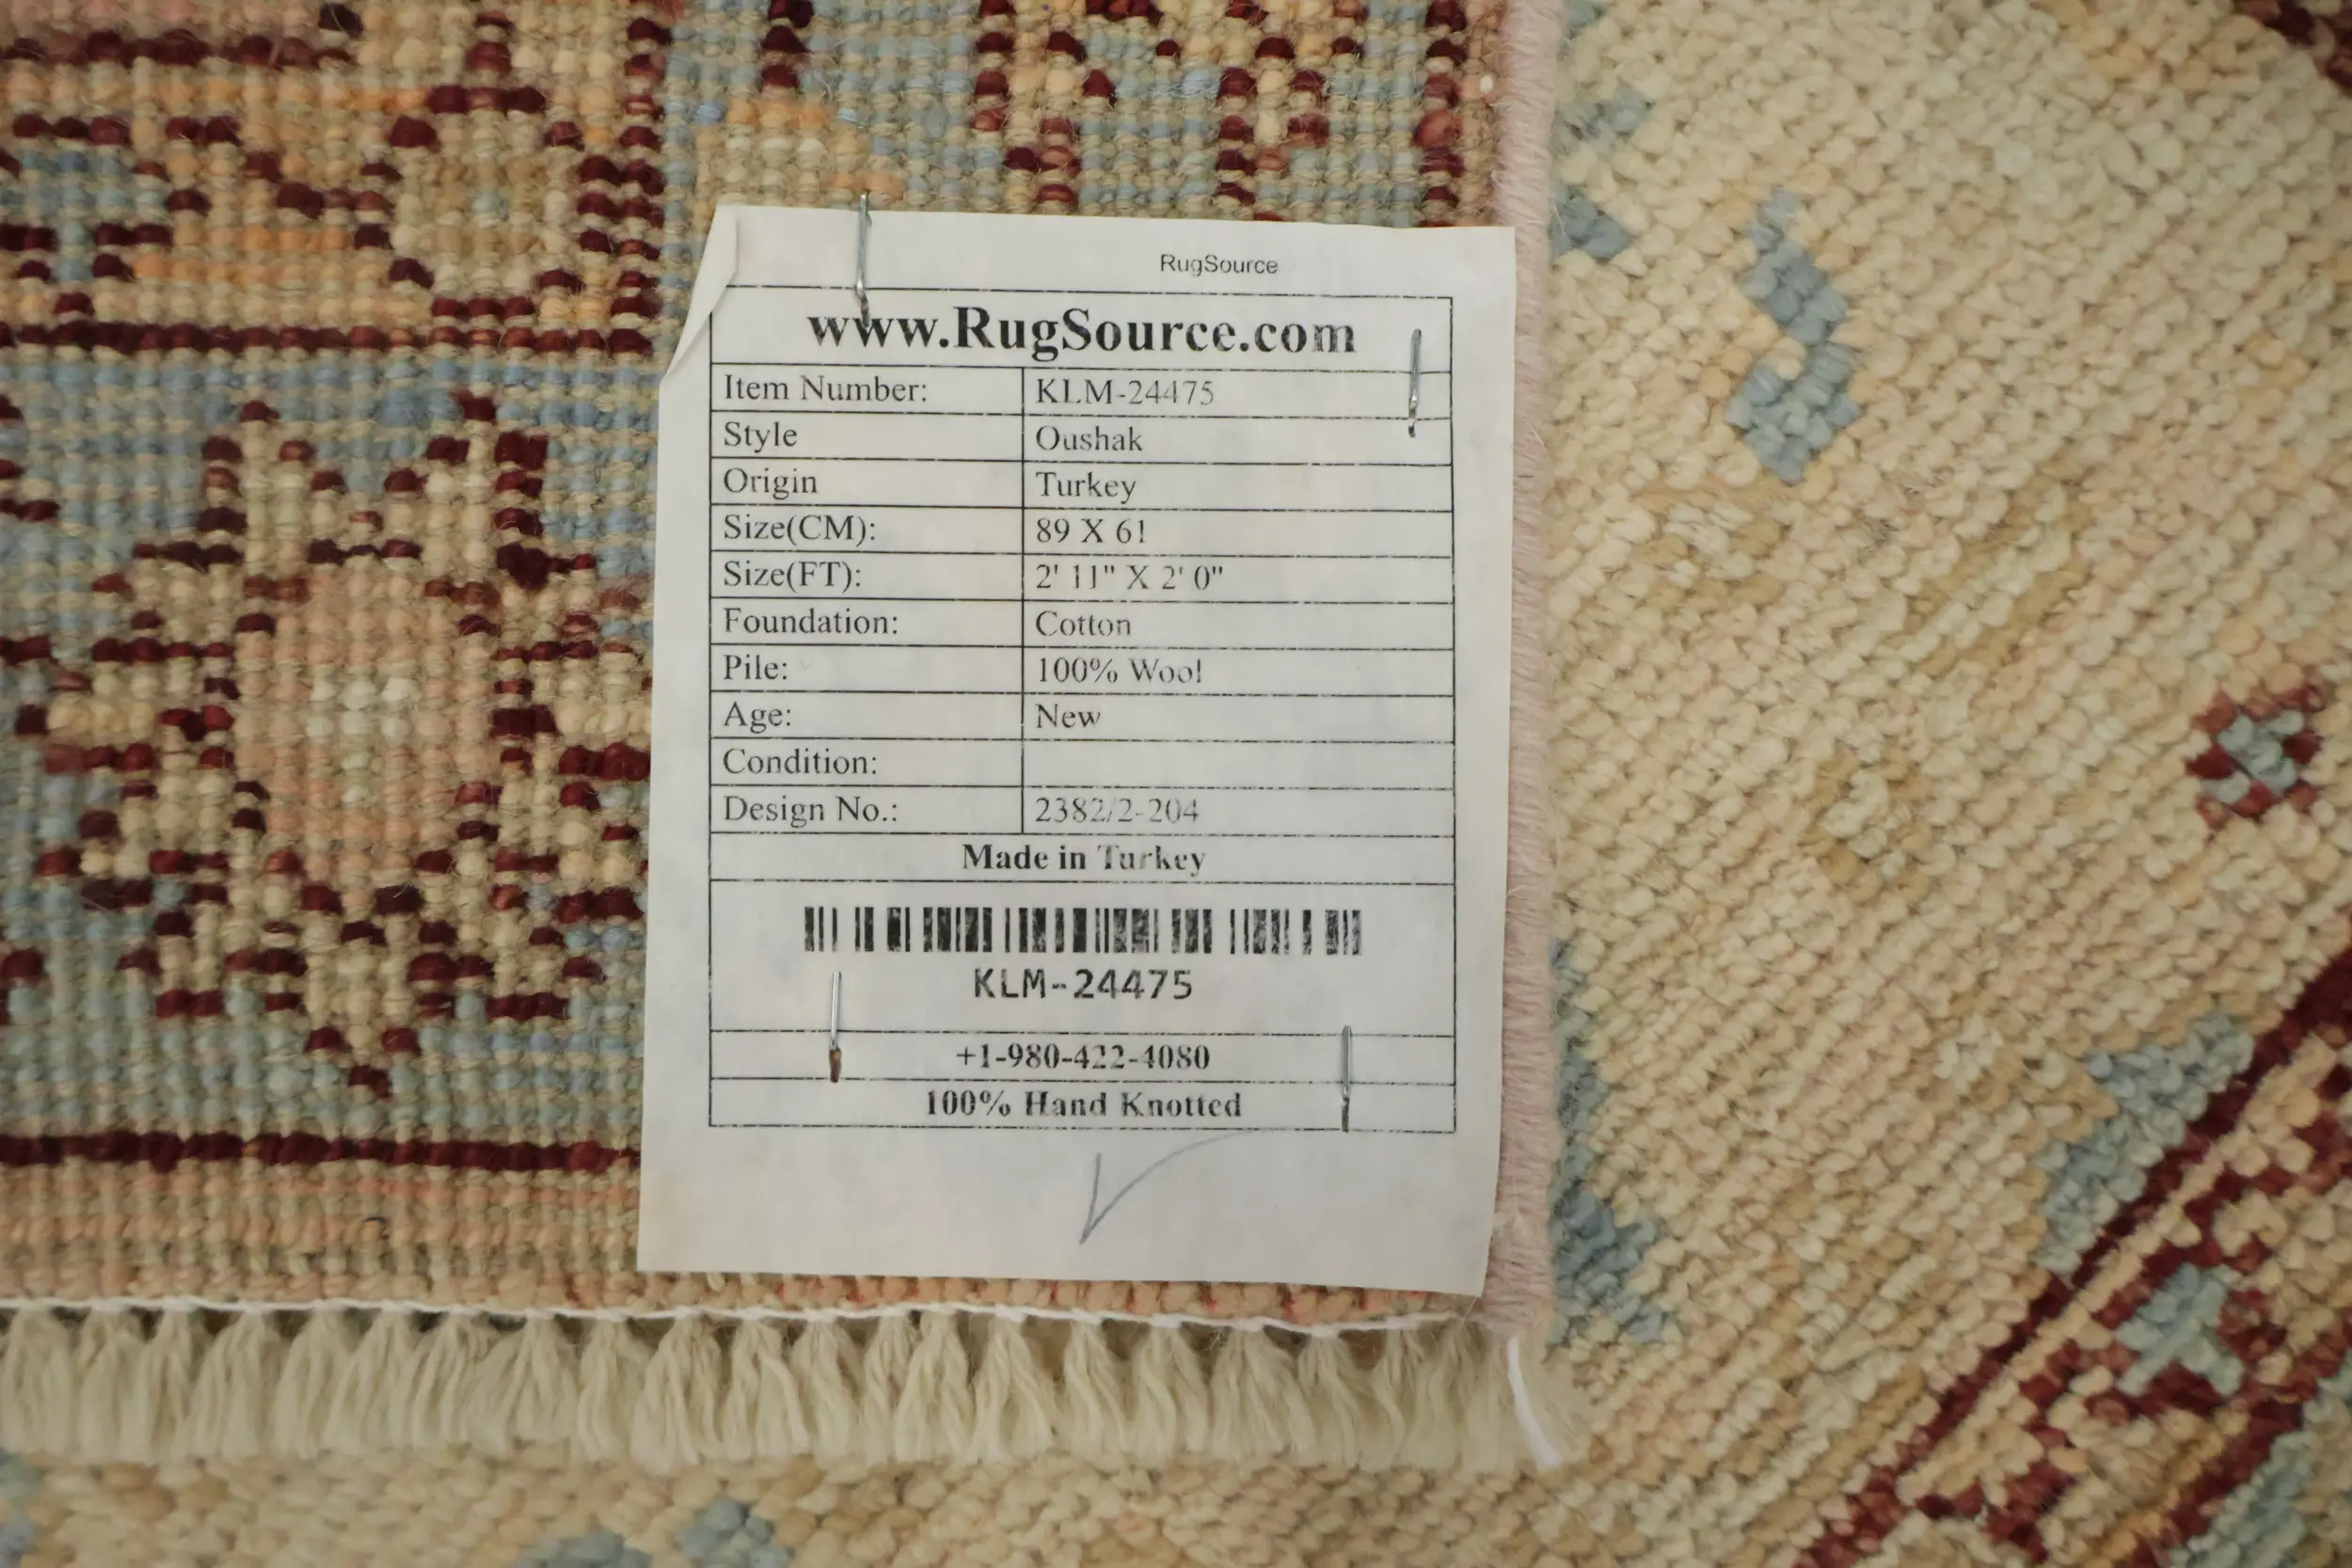 RugSource
www.RugSource.com
Item Number: KLM-24475
Style Oushak
Origin Turkey
Size(CM): 89 X 61
Size(FT): 2' 11" X 2' 0"
Foundation: Cotton
Pile: 100% Wool
Age: New
Condition:
Design No.: 2382/2-204
Made in Turkey
KLM-24475
+1-980-422-4080
100% Hand Knotted